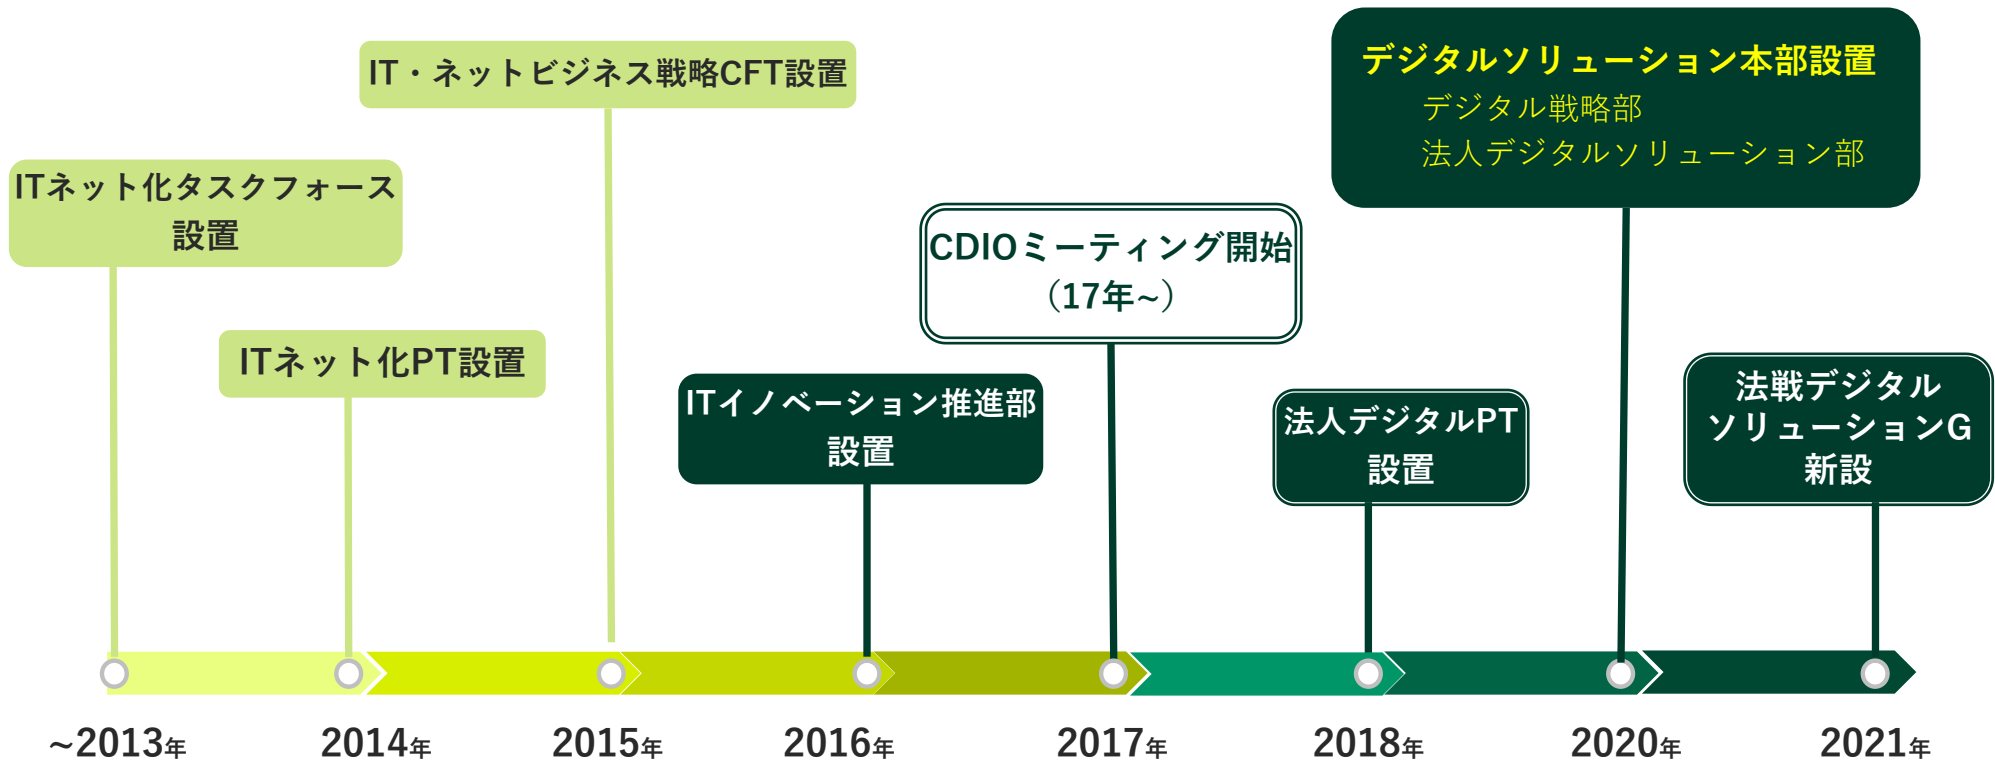 ITネット化タスクフォース
設置
ITネット化PT設置
IT・ネットビジネス戦略CFT設置
ITイノベーション推進部
設置
CDIOミーティング開始
（17年~）
法人デジタルPT
設置
デジタルソリューション本部設置
デジタル戦略部
法人デジタルソリューション部
法戦デジタル
ソリューションG
新設
~2013年
2014年
2015年
2016年
2017年
2018年
2020年
2021年